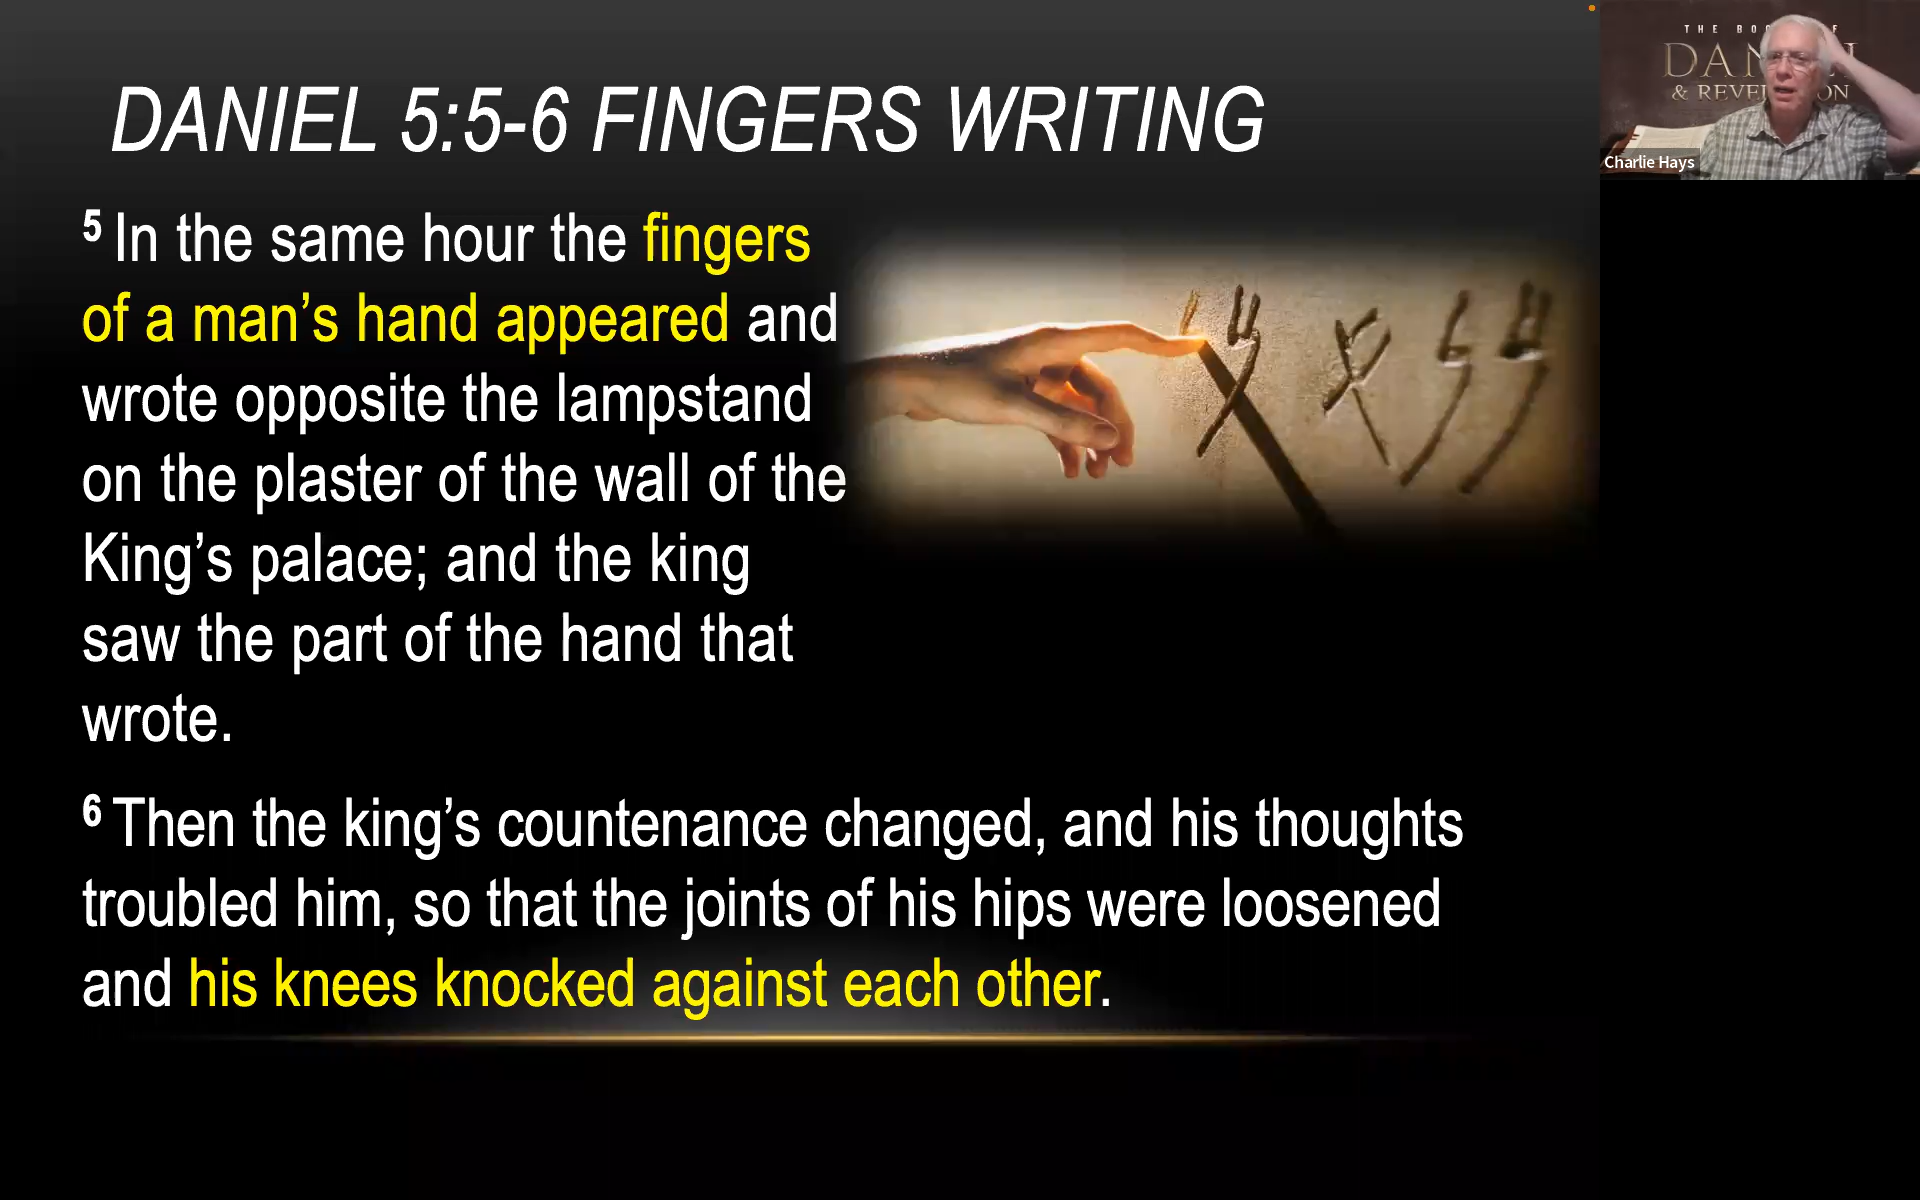 DANIEL 5:5-6 FINGERS WRITING
5 In the same hour the fingers
of a man’s hand appeared and
wrote opposite the lampstand
on the plaster of the wall of the
King’s palace; and the king
saw the part of the hand that
wrote.
6 Then the king’s countenance changed, and his thoughts
troubled him, so that the joints of his hips were loosened
and his knees knocked against each other.
THE
& 
Charlie Hays